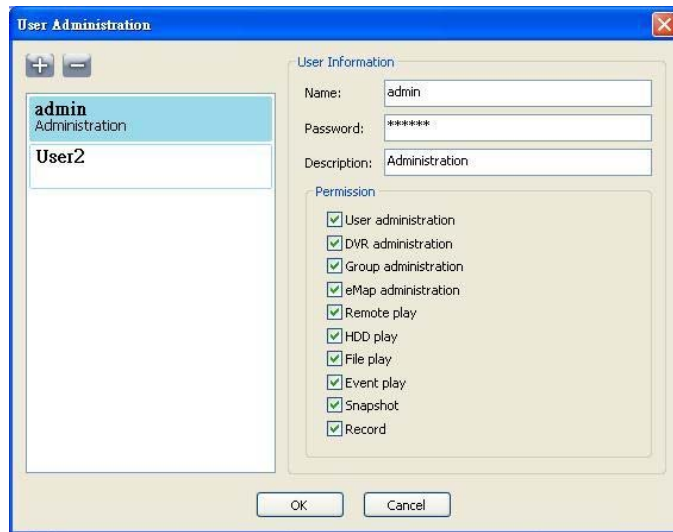 User Administration
admin
Administration
User2
User Information
Name: admin
Password: ******
Description: Administration
Permission
User administration
DVR administration
Group administration
eMap administration
Remote play
HDD play
File play
Event play
Snapshot
Record
OK Cancel